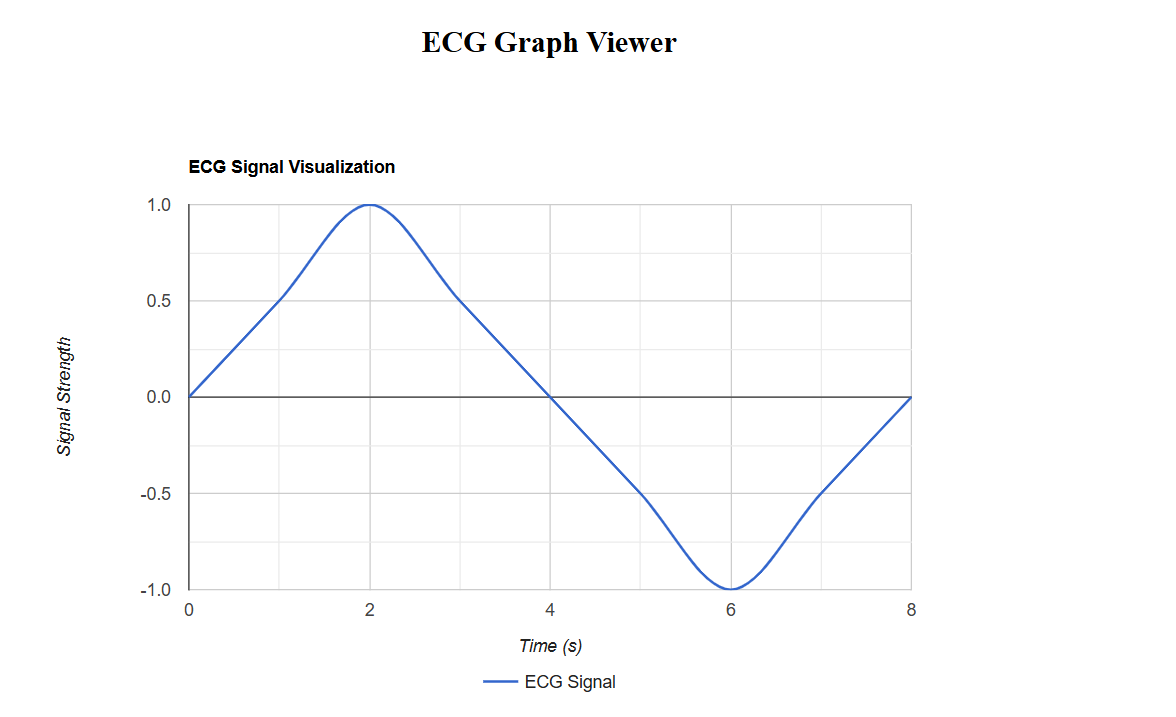 ECG Graph Viewer
ECG Signal Visualization
1.0
0.5
0.0
-0.5
-1.0
Signal Strength
0 2 4 6 8
Time (s)
ECG Signal